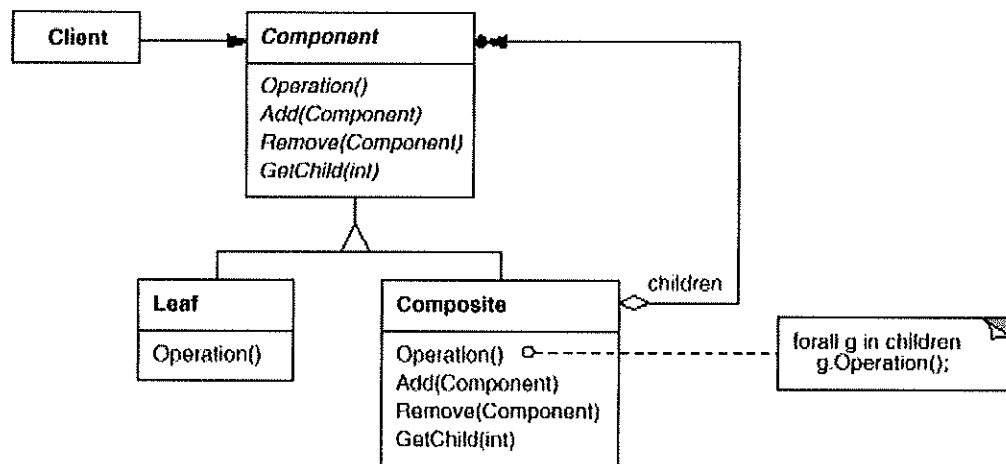 Client
Component
Operation()
Add(Component)
Remove(Component)
GetChild(int)
Leaf
Operation()
Composite
Operation()
Add(Component)
Remove(Component)
GetChild(int)
children
forall g in children
g.Operation();